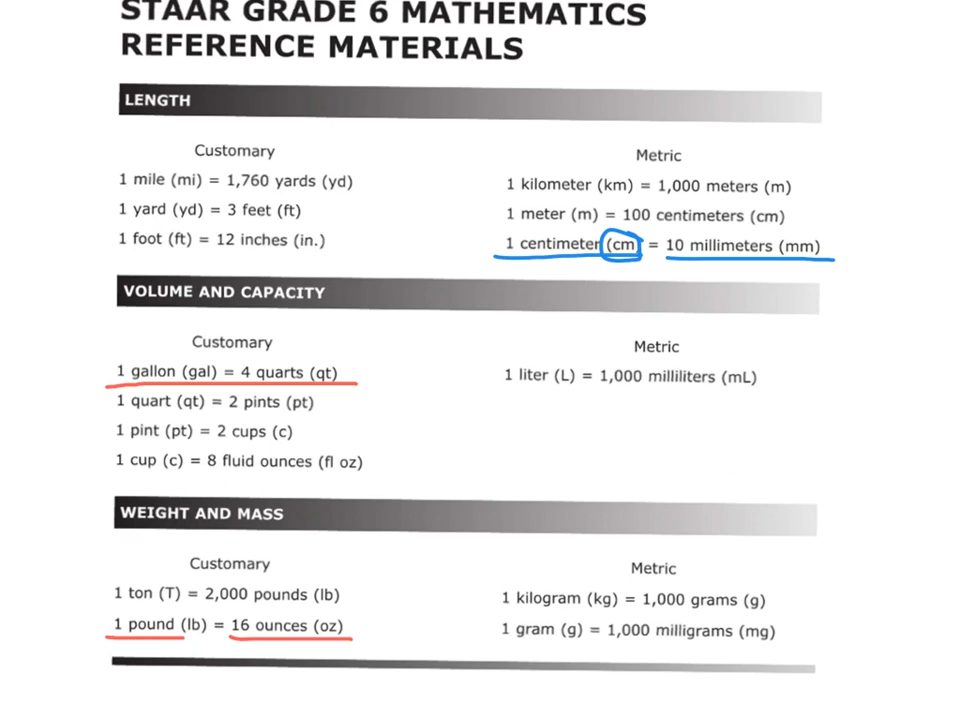 STAAR GRADE 6 MATHEMATICS
REFERENCE MATERIALS
LENGTH
Customary
1 mile (mi) = 1,760 yards (yd)
1 yard (yd) = 3 feet (ft)
1 foot (ft) = 12 inches (in.)
Metric
1 kilometer (km) = 1,000 meters (m)
1 meter (m) = 100 centimeters (cm)
1 centimeter (cm) = 10 millimeters (mm)
VOLUME AND CAPACITY
Customary
1 gallon (gal) = 4 quarts (qt)
1 quart (qt) = 2 pints (pt)
1 pint (pt) = 2 cups (c)
1 cup (c) = 8 fluid ounces (fl oz)
Metric
1 liter (L) = 1,000 milliliters (mL)
WEIGHT AND MASS
Customary
1 ton (T) = 2,000 pounds (lb)
1 pound (lb) = 16 ounces (oz)
Metric
1 kilogram (kg) = 1,000 grams (g)
1 gram (g) = 1,000 milligrams (mg)